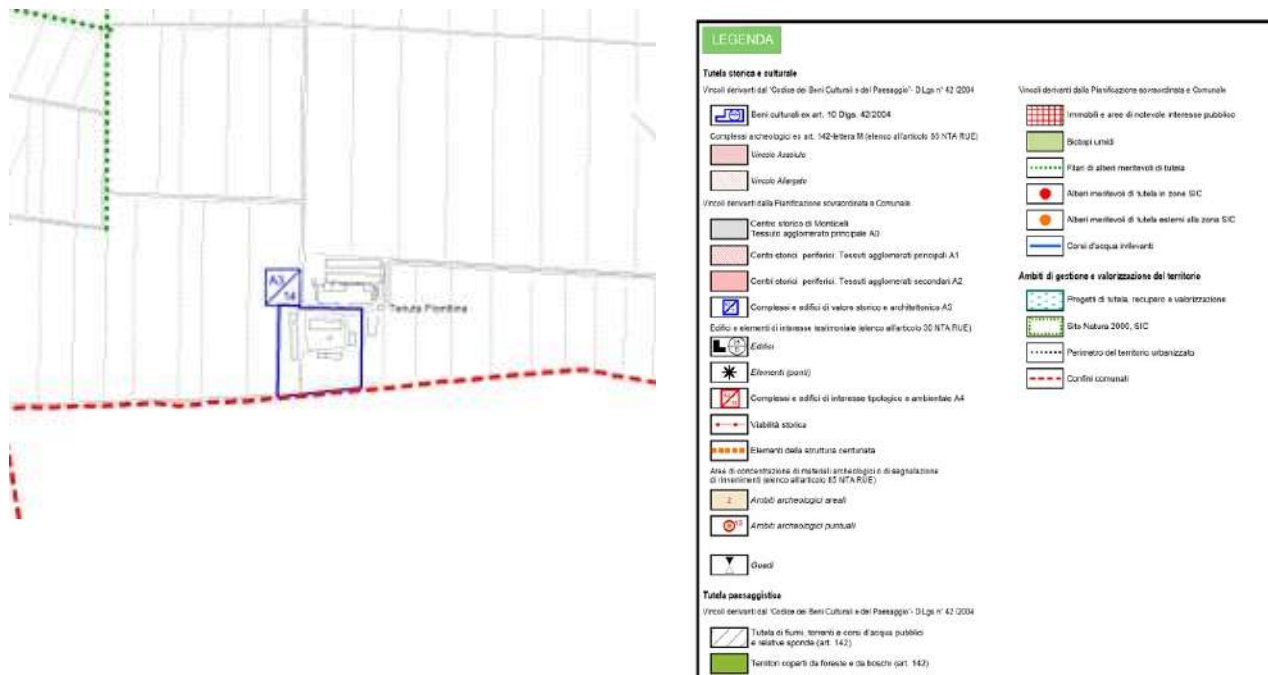 A3
14
Tenuta Fiorittina
LEGENDA
Tutela storica e culturale
Vincoli derivanti dal "Codice dei Beni Culturali e del Paesaggio"- D.Lgs n° 42 /2004
Beni culturali ex art. 10 Dlgs. 42/2004
Complessi archeologici ex art. 142-lettera M (elenco all'articolo 85 NTA RUE)
Vincolo Assoluto
Vincolo Allargato
Vincoli derivanti dalla Pianificazione sovraordinata e Comunale
Centro storico di Monticelli
Tessuto agglomerato principale A0
Centri storici periferici: Tessuti agglomerati principali A1
Centri storici periferici: Tessuti agglomerati secondari A2
Complessi e edifici di valore storico e architettonico A3
Edifici e elementi di interesse testimoniale (elenco all'articolo 30 NTA RUE)
Edifici
Elementi (ponti)
Complessi e edifici di interesse tipologico e ambientale A4
Viabilità storica
Elementi della struttura centuriata
Aree di concentrazione di materiali archeologici o di segnalazione
di rinvenimenti (elenco all'articolo 85 NTA RUE)
2
Ambiti archeologici areali
Ambiti archeologici puntuali
Guadi
Tutela paesaggistica
Vincoli derivanti dal "Codice dei Beni Culturali e del Paesaggio"- D.Lgs n° 42 /2004
Tutela di fiumi, torrenti e corsi d'acqua pubblici
e relative sponde (art. 142)
Territori coperti da foreste e da boschi (art. 142)
Vincoli derivanti dalla Pianificazione sovraordinata e Comunale
Immobili e aree di notevole interesse pubblico
Biotopi umidi
Filari di alberi meritevoli di tutela
Alberi meritevoli di tutela in zone SIC
Alberi meritevoli di tutela esterni alla zona SIC
Corsi d'acqua irrilevanti
Ambiti di gestione e valorizzazione del territorio
Progetti di tutela, recupero e valorizzazione
Site Natura 2000, SIC
Perimetro del territorio urbanizzato
Confini comunali